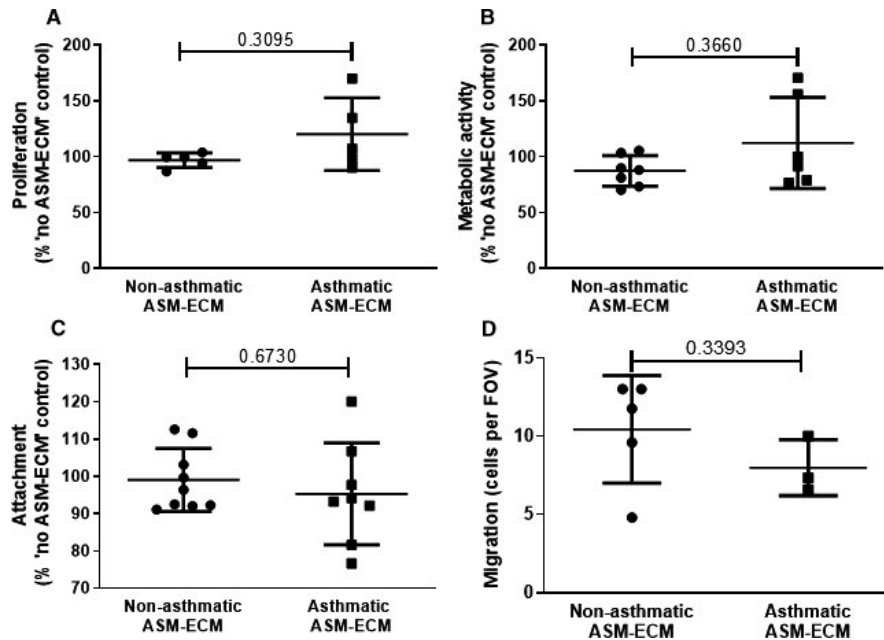 A
0.3095
Proliferation
(% 'no ASM-ECM' control)
200
150
100
50
0
Non-asthmatic
ASM-ECM
Asthmatic
ASM-ECM
B
0.3660
Metabolic activity
(% 'no ASM-ECM' control)
200
150
100
50
0
Non-asthmatic
ASM-ECM
Asthmatic
ASM-ECM
C
0.6730
Attachment
(% 'no ASM-ECM' control)
130
120
110
100
90
80
70
Non-asthmatic
ASM-ECM
Asthmatic
ASM-ECM
D
0.3393
Migration (cells per FOV)
15
10
5
0
Non-asthmatic
ASM-ECM
Asthmatic
ASM-ECM